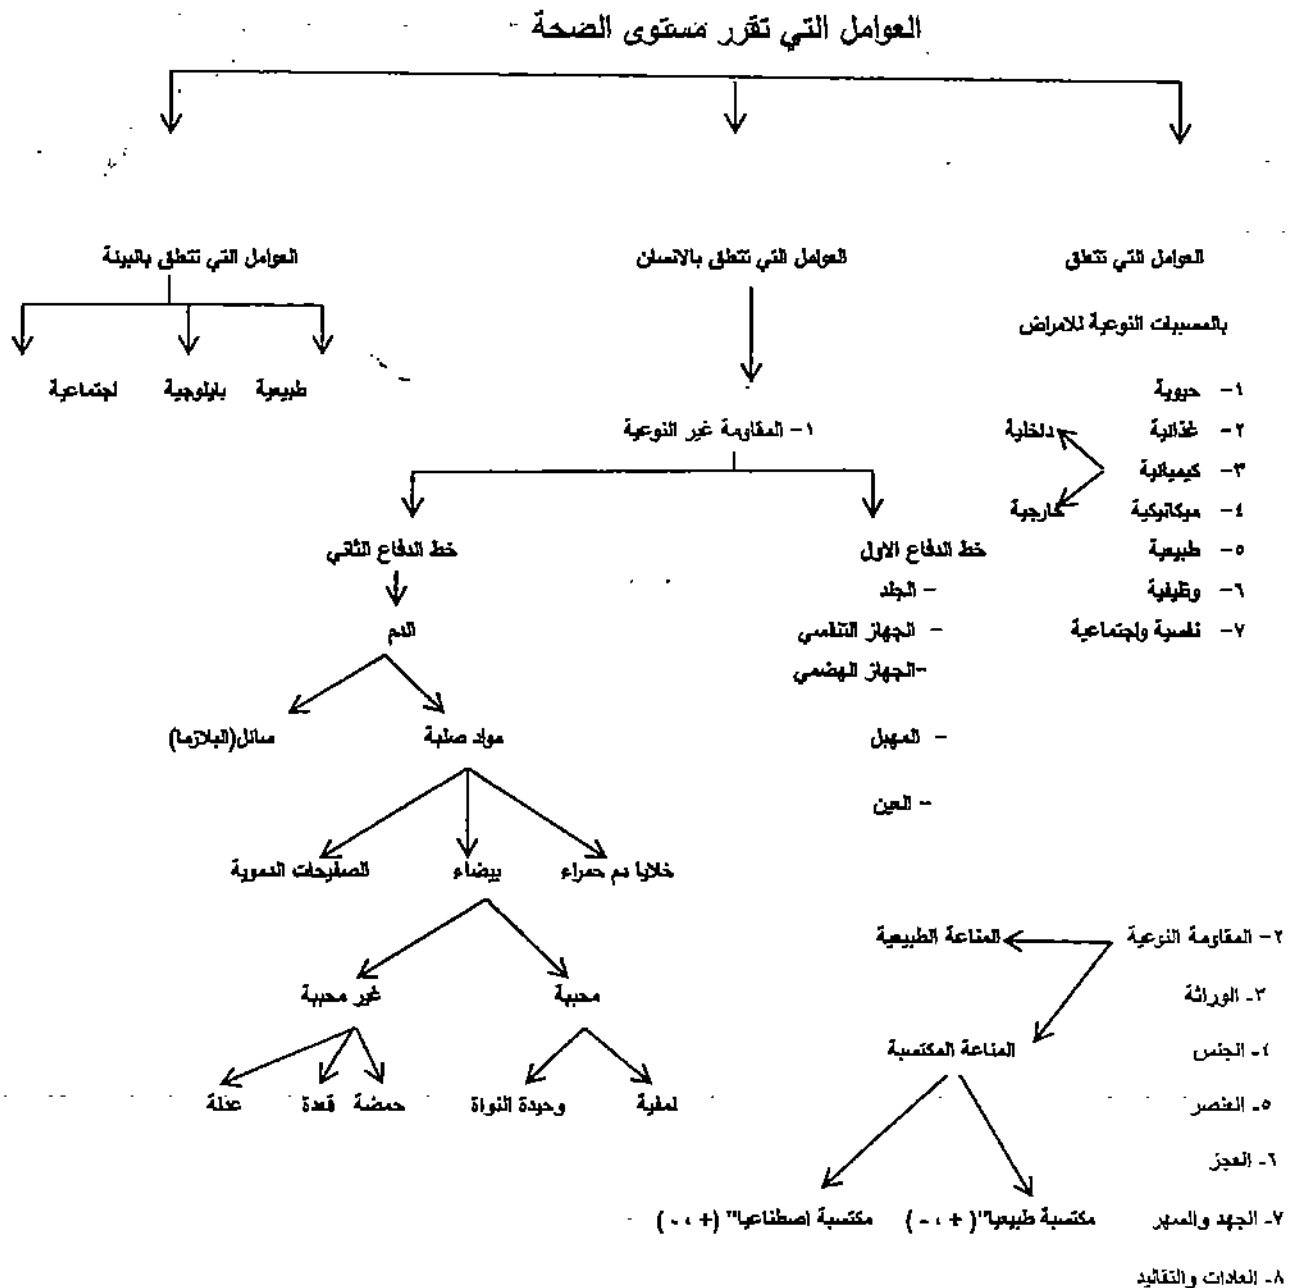 العوامل التي تقرر مستوى الصحة
العوامل التي تتعلق
بالمسببات النوعية للامراض
١- حيوية
٢- غذائية
٣- كيميائية
داخلية
خارجية
٤- ميكانيكية
٥- طبيعية
٦- وظيفية
٧- نفسية واجتماعية
العوامل التي تتعلق بالانسان
١- المقاومة غير النوعية
خط الدفاع الاول
- الجلد
- الجهاز التنفسي
-الجهاز الهضمي
- المهبل
- العين
خط الدفاع الثاني
الدم
مواد صلبة
سائل(البلازما)
خلايا دم حمراء
بيضاء
الصفيحات الدموية
محببة
غير محببة
لمفية
وحيدة النواة
حمضة
قعدة
عدلة
٢- المقاومة النوعية
المناعة الطبيعية
المناعة المكتسبة
مكتسبة طبيعيا"( + ، - )
مكتسبة اصطناعيا" (+ ، - )
٣- الوراثة
٤- الجنس
٥- العنصر
٦- العجز
٧- الجهد والسهر
٨- العادات والتقاليد
العوامل التي تتعلق بالبيئة
طبيعية
بايلوجية
اجتماعية